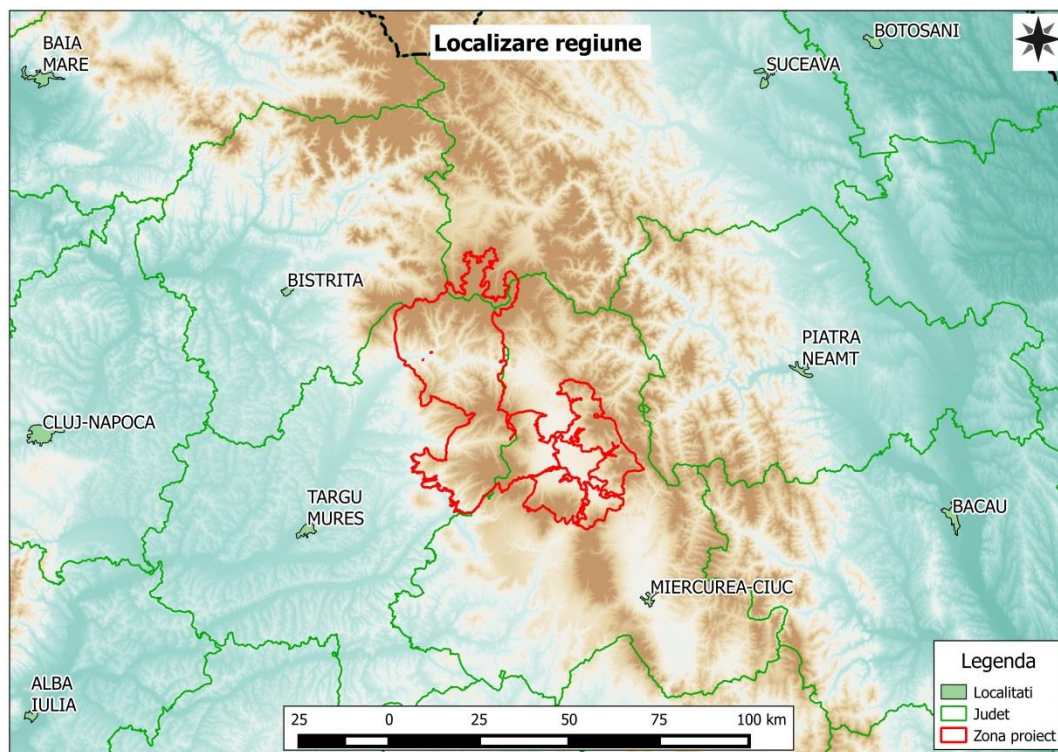 Localizare regiune
BAIA
MARE
BOTOSANI
SUCEAVA
BISTRITA
PIATRA
NEAMT
CLUJ-NAPOCA
TARGU
MURES
BACAU
MIERCUREA-CIUC
ALBA
IULIA
Legenda
Localitati
Judet
Zona proiect
25 0 25 50 75 100 km